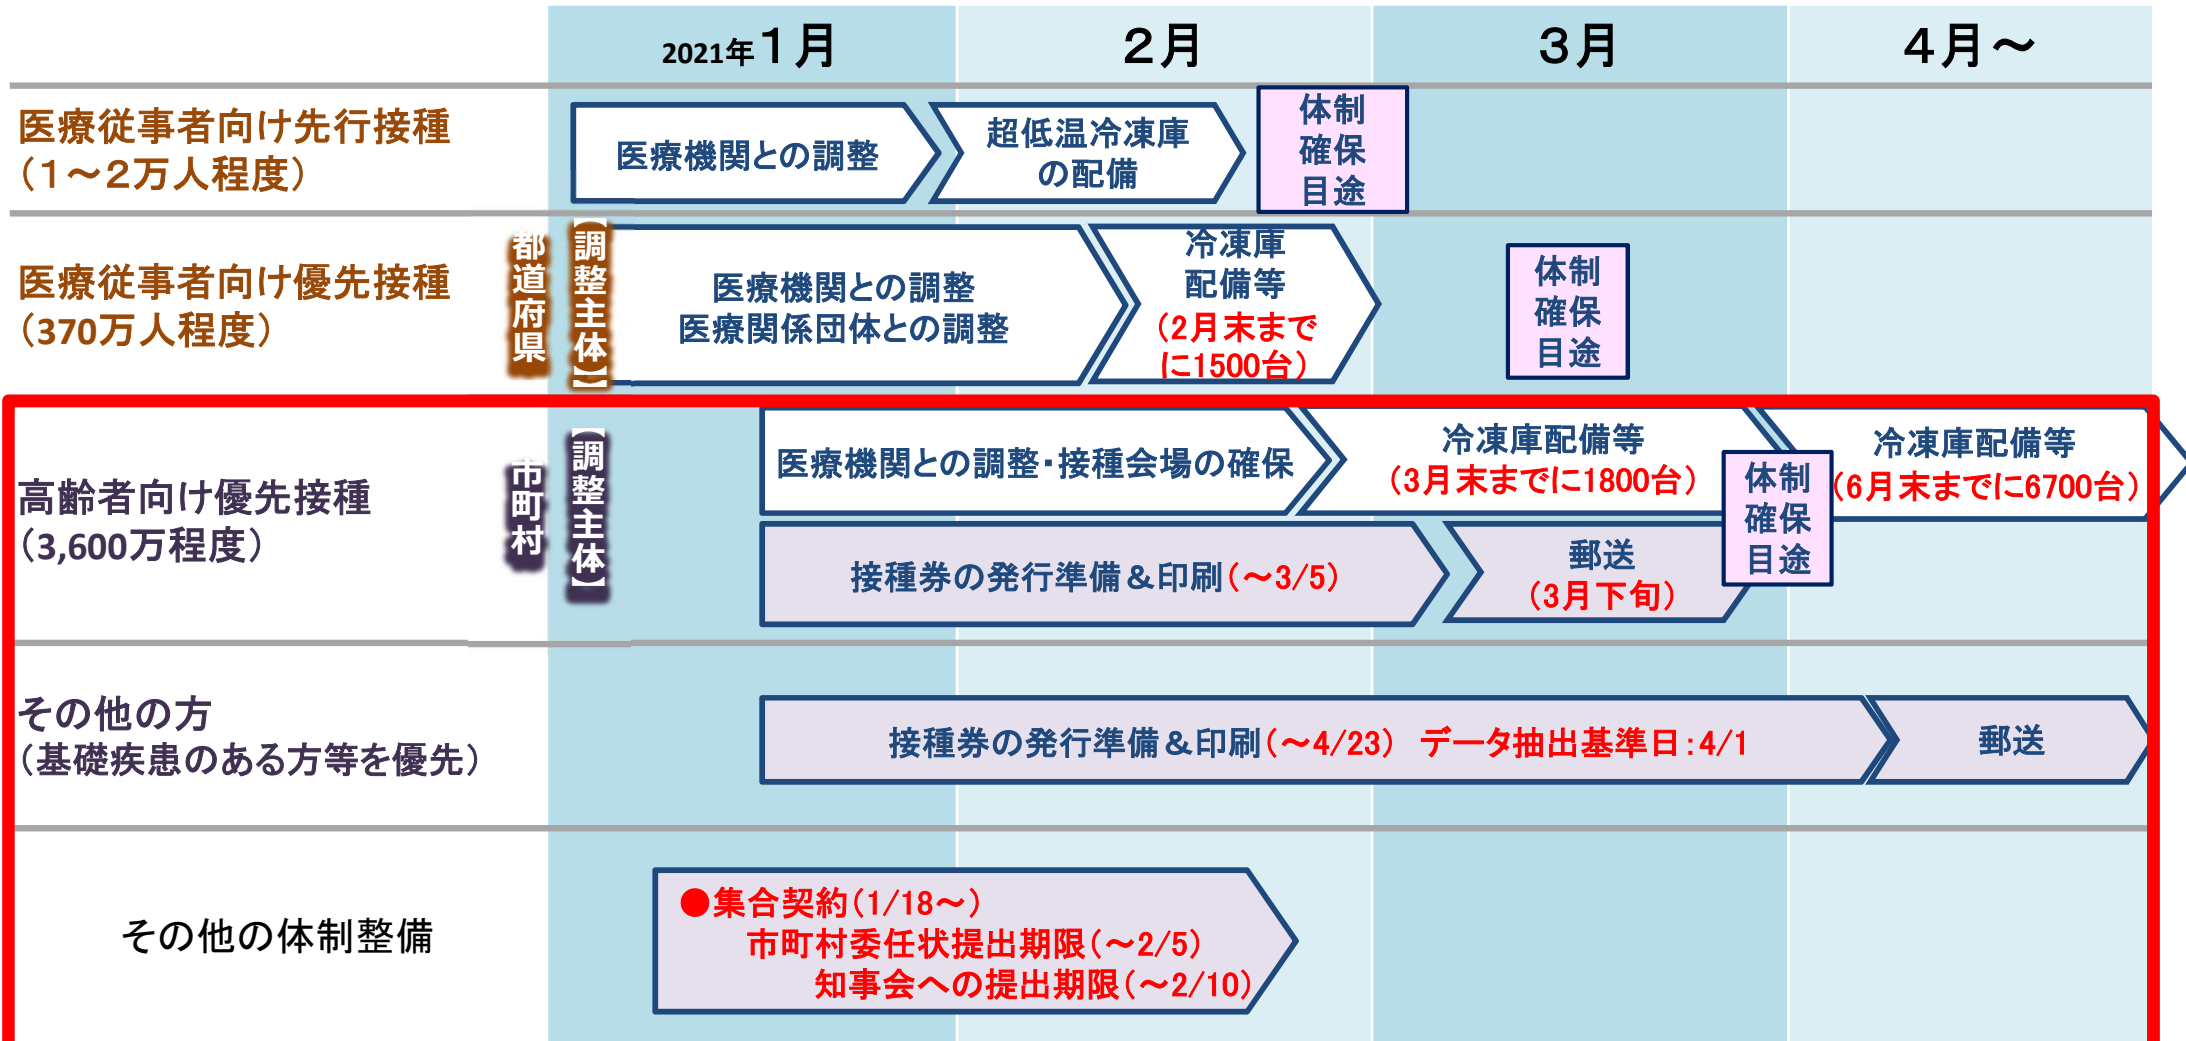 2021年1月
2月
3月
4月～
医療従事者向け先行接種
（1～2万人程度）
医療機関との調整
超低温冷凍庫
の配備
体制
確保
目途
医療従事者向け優先接種
（370万人程度）
【調整主体】
都道府県
医療機関との調整
医療関係団体との調整
冷凍庫
配備等
（2月末まで
に1500台）
体制
確保
目途
高齢者向け優先接種
（3,600万程度）
【調整主体】
市町村
医療機関との調整・接種会場の確保
冷凍庫配備等
（3月末までに1800台）
冷凍庫配備等
（6月末までに6700台）
体制
確保
目途
接種券の発行準備＆印刷（～3/5）
郵送
（3月下旬）
その他の方
（基礎疾患のある方等を優先）
接種券の発行準備＆印刷（～4/23）　データ抽出基準日：4/1
郵送
その他の体制整備
●集合契約（1/18～）
市町村委任状提出期限（～2/5）
知事会への提出期限（～2/10）